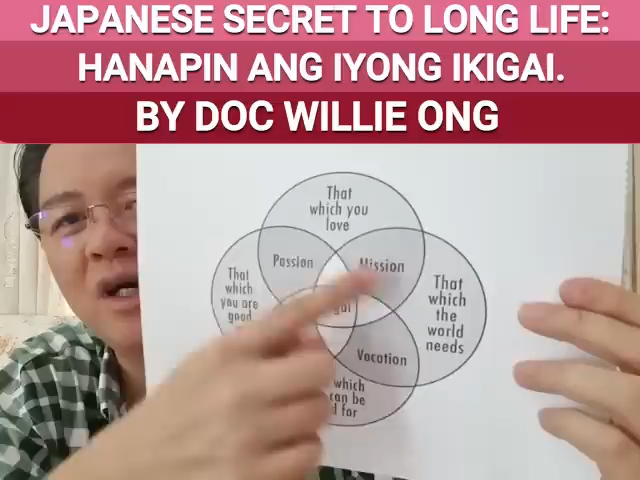 JAPANESE SECRET TO LONG LIFE:
HANAPIN ANG IYONG IKIGAI.
BY DOC WILLIE ONG
That
which you
love
Passion
Mission
That
which
you are
good
That
which
the
world
needs
Vocation
which
can be
for